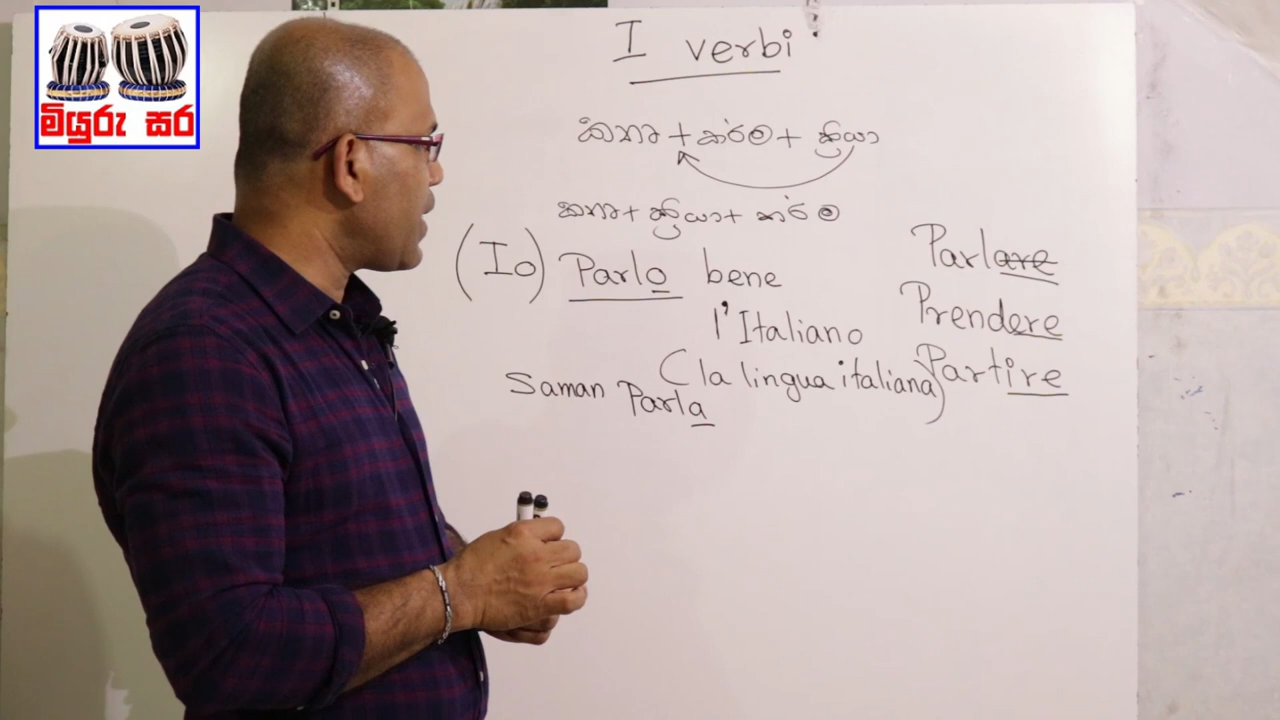 මියුරු සර
I verbi
කතෘ + කර්ම + ක්‍රියා
කතෘ + ක්‍රියා + කර්ම
(Io) Parlo bene
l'Italiano
(la lingua italiana)
Saman Parla
Parlare
Prendere
Partire